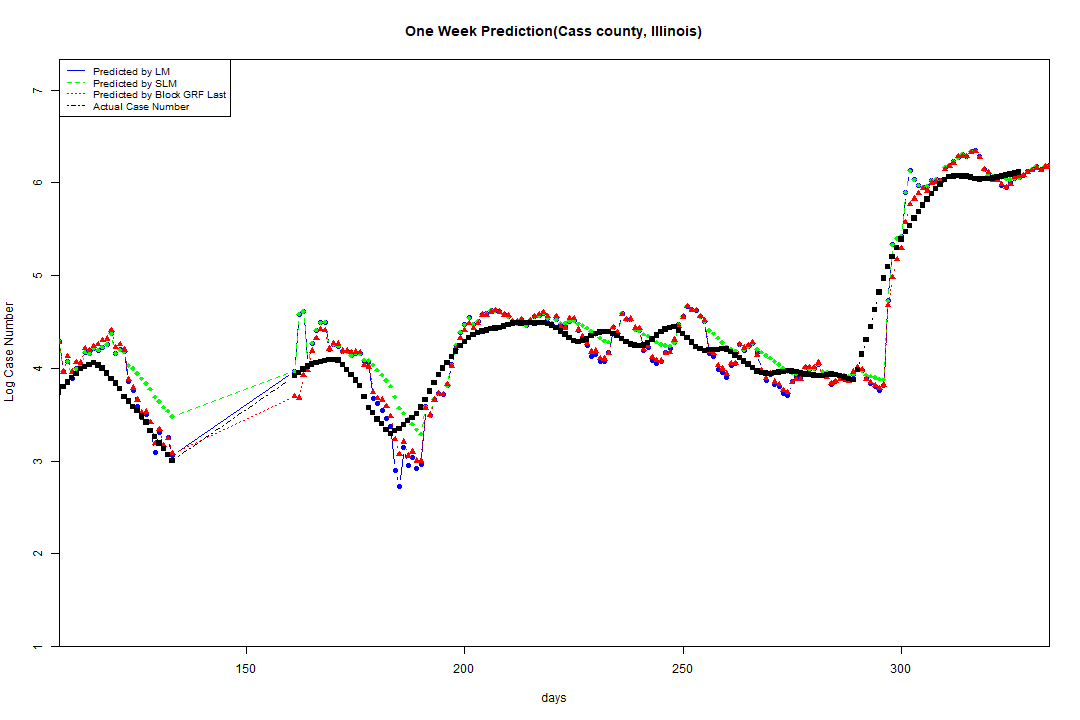 One Week Prediction(Cass county, Illinois)
Predicted by LM
Predicted by SLM
Predicted by Block GRF Last
Actual Case Number
Log Case Number
7
6
5
4
3
2
1
150 200 250 300
days